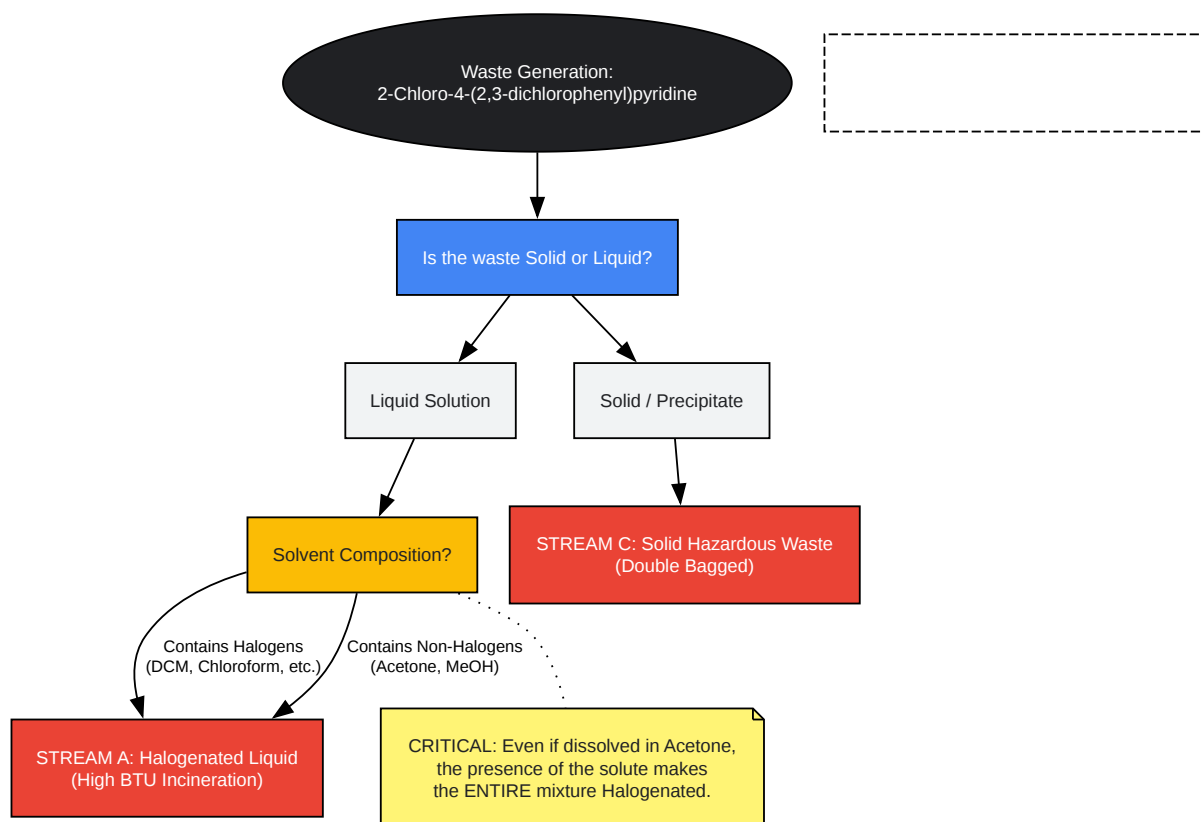 Waste Generation:
2-Chloro-4-(2,3-dichlorophenyl)pyridine
Is the waste Solid or Liquid?
Liquid Solution
Solid / Precipitate
Solvent Composition?
STREAM C: Solid Hazardous Waste
(Double Bagged)
Contains Halogens
(DCM, Chloroform, etc.)
Contains Non-Halogens
(Acetone, MeOH)
STREAM A: Halogenated Liquid
(High BTU Incineration)
CRITICAL: Even if dissolved in Acetone,
the presence of the solute makes
the ENTIRE mixture Halogenated.